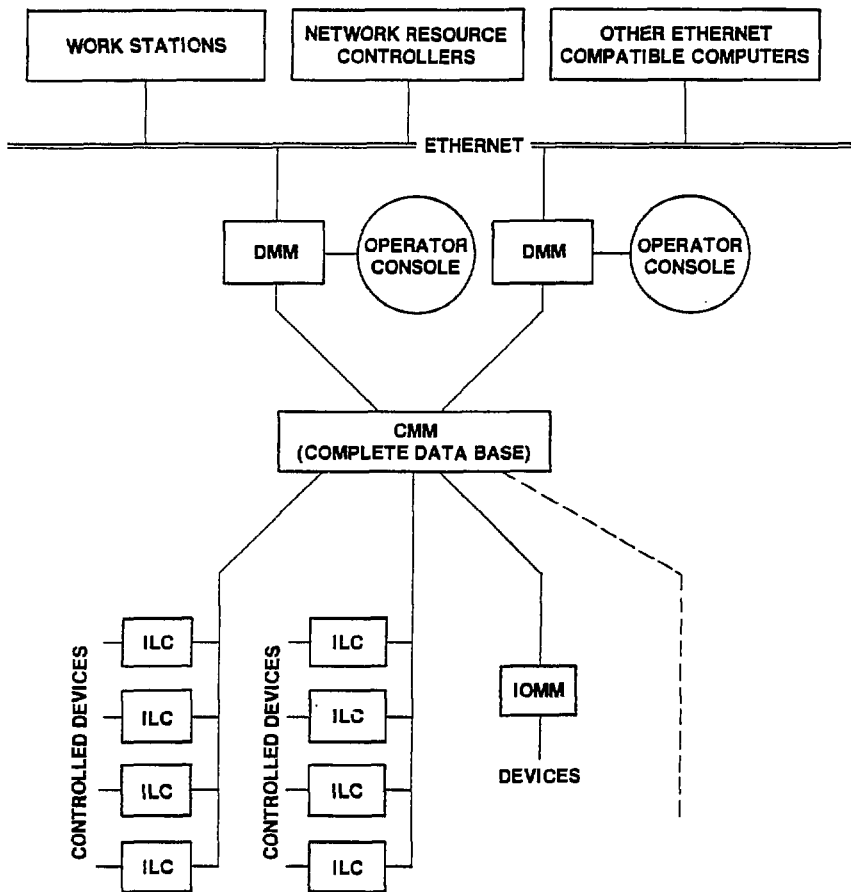 WORK STATIONS
NETWORK RESOURCE
CONTROLLERS
OTHER ETHERNET
COMPATIBLE COMPUTERS
ETHERNET
DMM
OPERATOR
CONSOLE
DMM
OPERATOR
CONSOLE
CMM
(COMPLETE DATA BASE)
CONTROLLED DEVICES
ILC
ILC
ILC
ILC
CONTROLLED DEVICES
ILC
ILC
ILC
ILC
IOMM
DEVICES